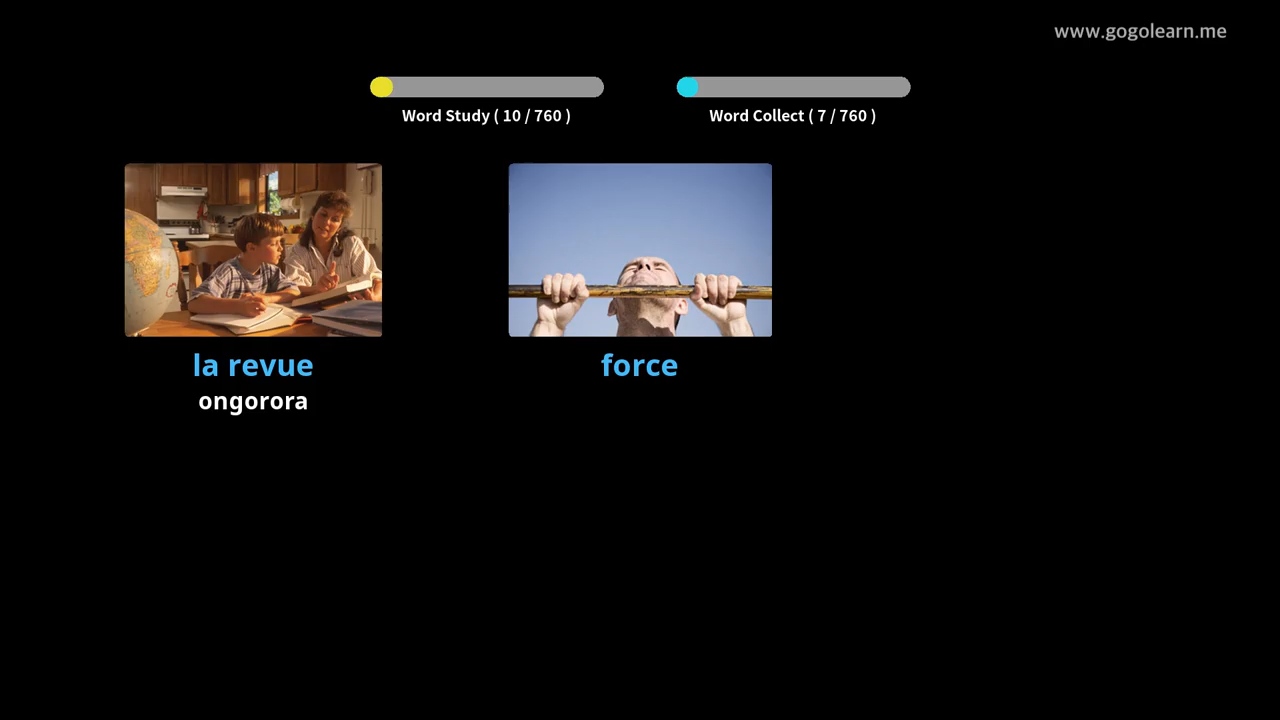 www.gogolearn.me
Word Study ( 10 / 760 )
Word Collect ( 7 / 760 )
la revue
ongorora
force